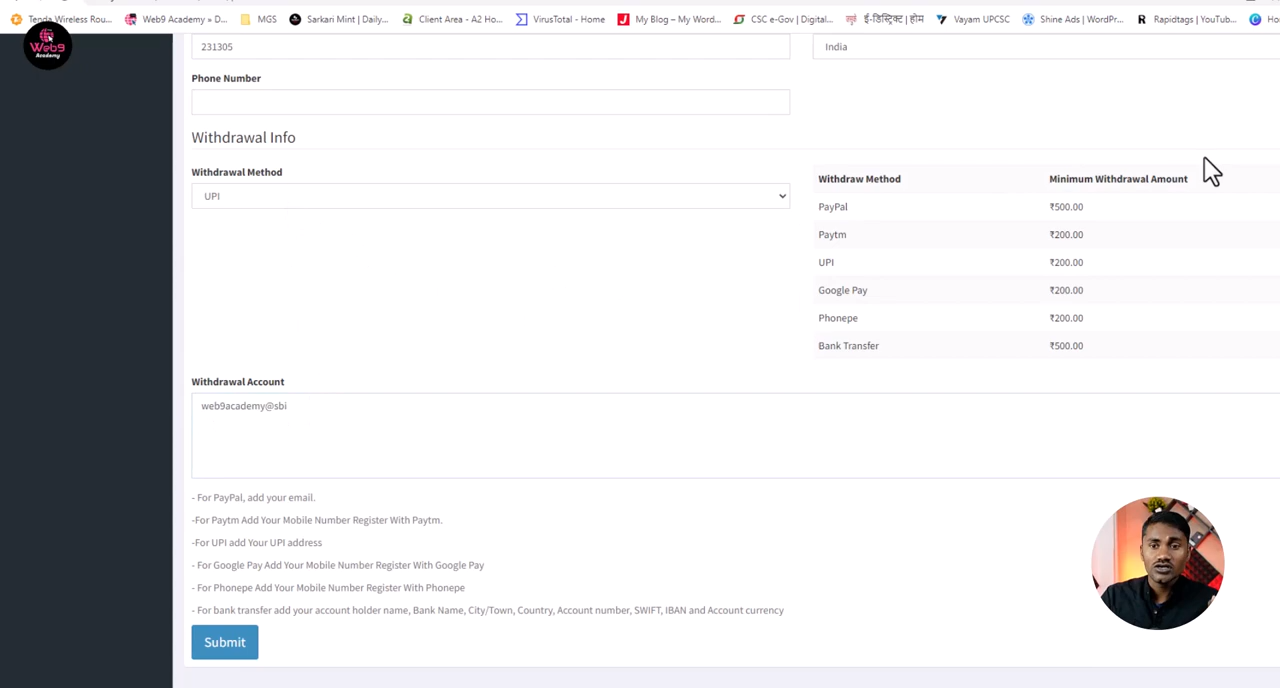 Tenda Wireless Rou... Web9 Academy » D... MGS Sarkari Mint | Daily... Client Area - A2 Ho... VirusTotal - Home My Blog – My Word... CSC e-Gov | Digital... ई-डिस्ट्रिक्ट | होम Vayam UPCSC Shine Ads | WordPr... Rapidtags | YouTub...
Web9
Academy
231305 India
Phone Number
Withdrawal Info
Withdrawal Method
UPI
Withdraw Method Minimum Withdrawal Amount
PayPal ₹500.00
Paytm ₹200.00
UPI ₹200.00
Google Pay ₹200.00
Phonepe ₹200.00
Bank Transfer ₹500.00
Withdrawal Account
web9academy@sbi
- For PayPal, add your email.
-For Paytm Add Your Mobile Number Register With Paytm.
-For UPI add Your UPI address
- For Google Pay Add Your Mobile Number Register With Google Pay
- For Phonepe Add Your Mobile Number Register With Phonepe
- For bank transfer add your account holder name, Bank Name, City/Town, Country, Account number, SWIFT, IBAN and Account currency
Submit